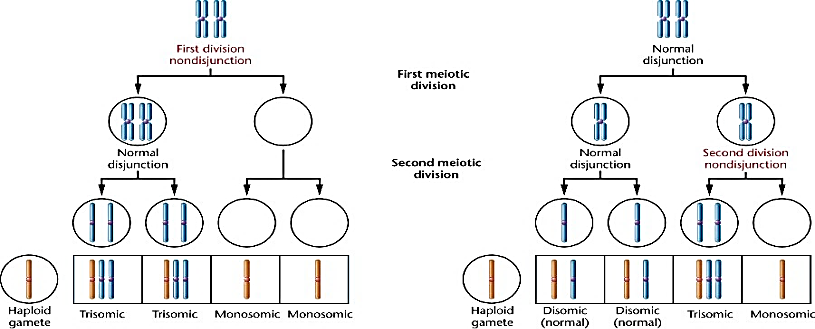 First division
nondisjunction
First meiotic
division
Normal
disjunction
Normal
disjunction
Second meiotic
division
Normal
disjunction
Second division
nondisjunction
Haploid
gamete
Trisomic
Trisomic
Monosomic
Monosomic
Haploid
gamete
Disomic
(normal)
Disomic
(normal)
Trisomic
Monosomic